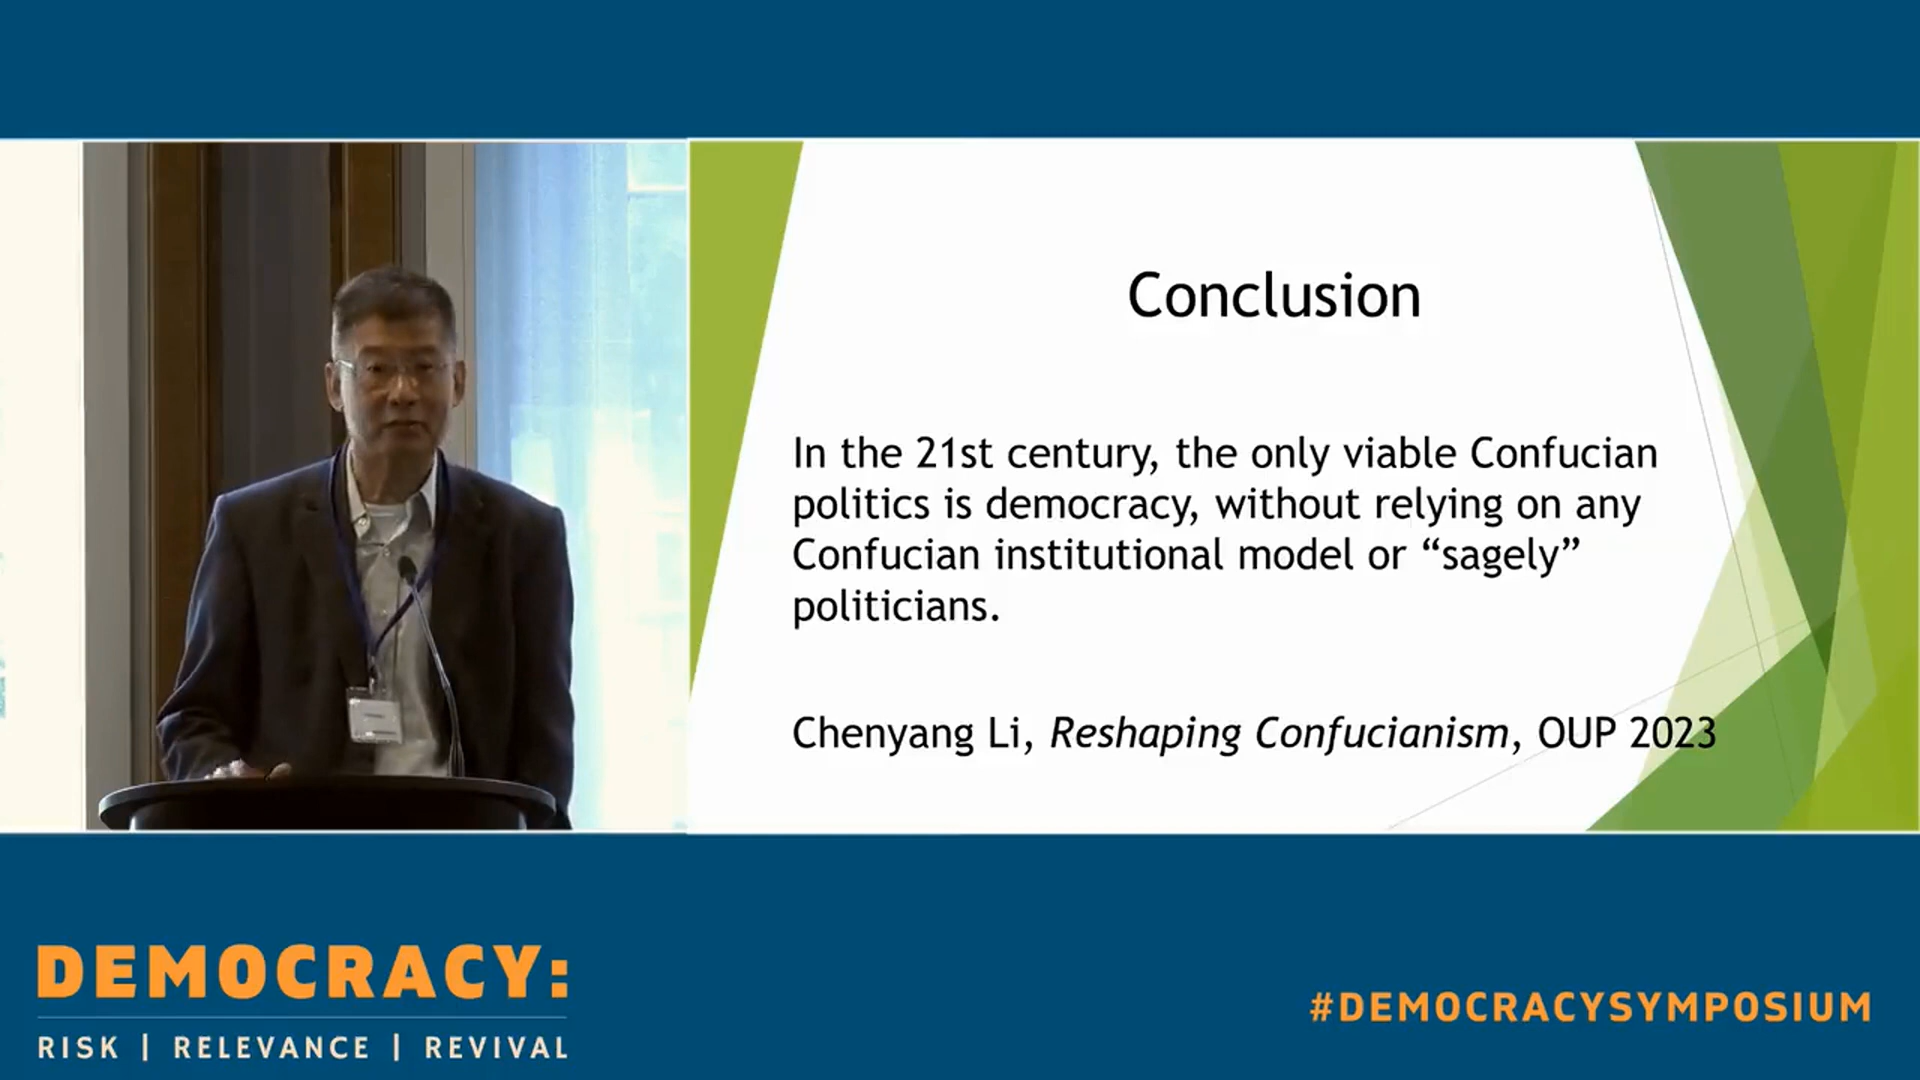 Conclusion
In the 21st century, the only viable Confucian
politics is democracy, without relying on any
Confucian institutional model or “sagely”
politicians.
Chenyang Li, Reshaping Confucianism, OUP 2023
DEMOCRACY:
RISK | RELEVANCE | REVIVAL
#DEMOCRACYSYMPOSIUM